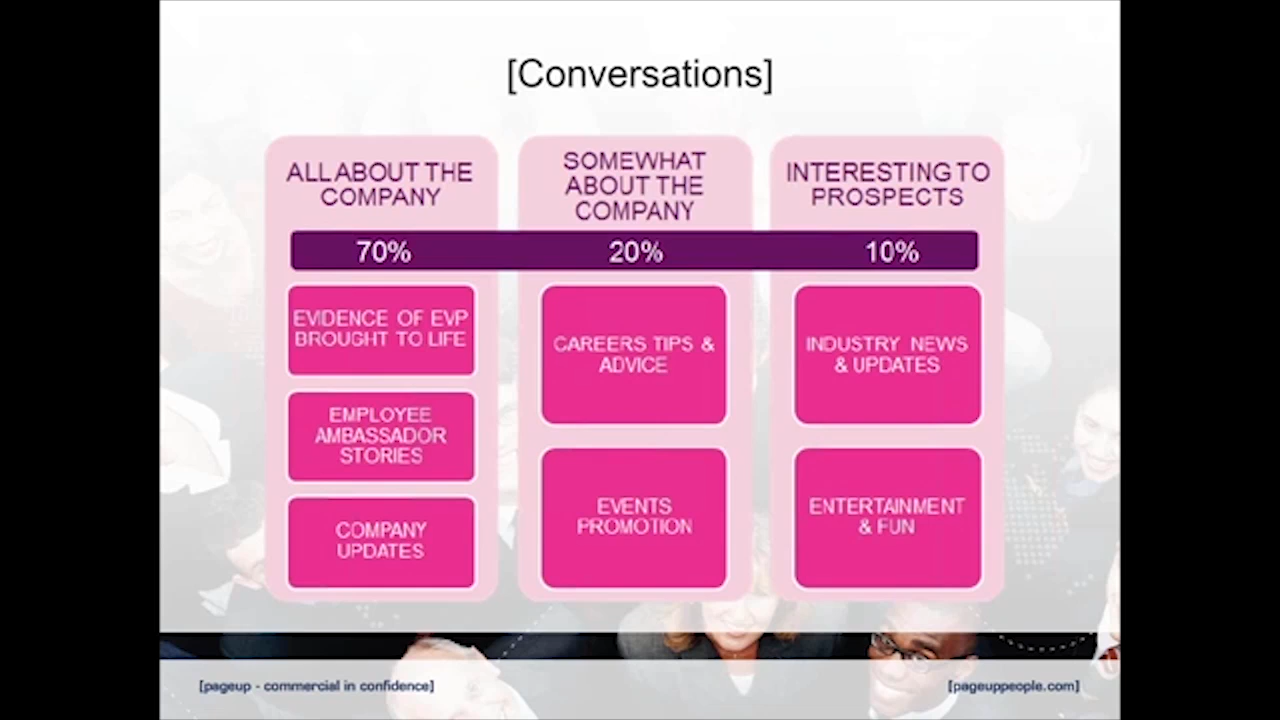 [Conversations]
ALL ABOUT THE
COMPANY
SOMEWHAT
ABOUT THE
COMPANY
INTERESTING TO
PROSPECTS
70%
20%
10%
EVIDENCE OF EVP
BROUGHT TO LIFE
EMPLOYEE
AMBASSADOR
STORIES
COMPANY
UPDATES
CAREERS TIPS &
ADVICE
EVENTS
PROMOTION
INDUSTRY NEWS
& UPDATES
ENTERTAINMENT
& FUN
[pageup - commercial in confidence]
[pageuppeople.com]